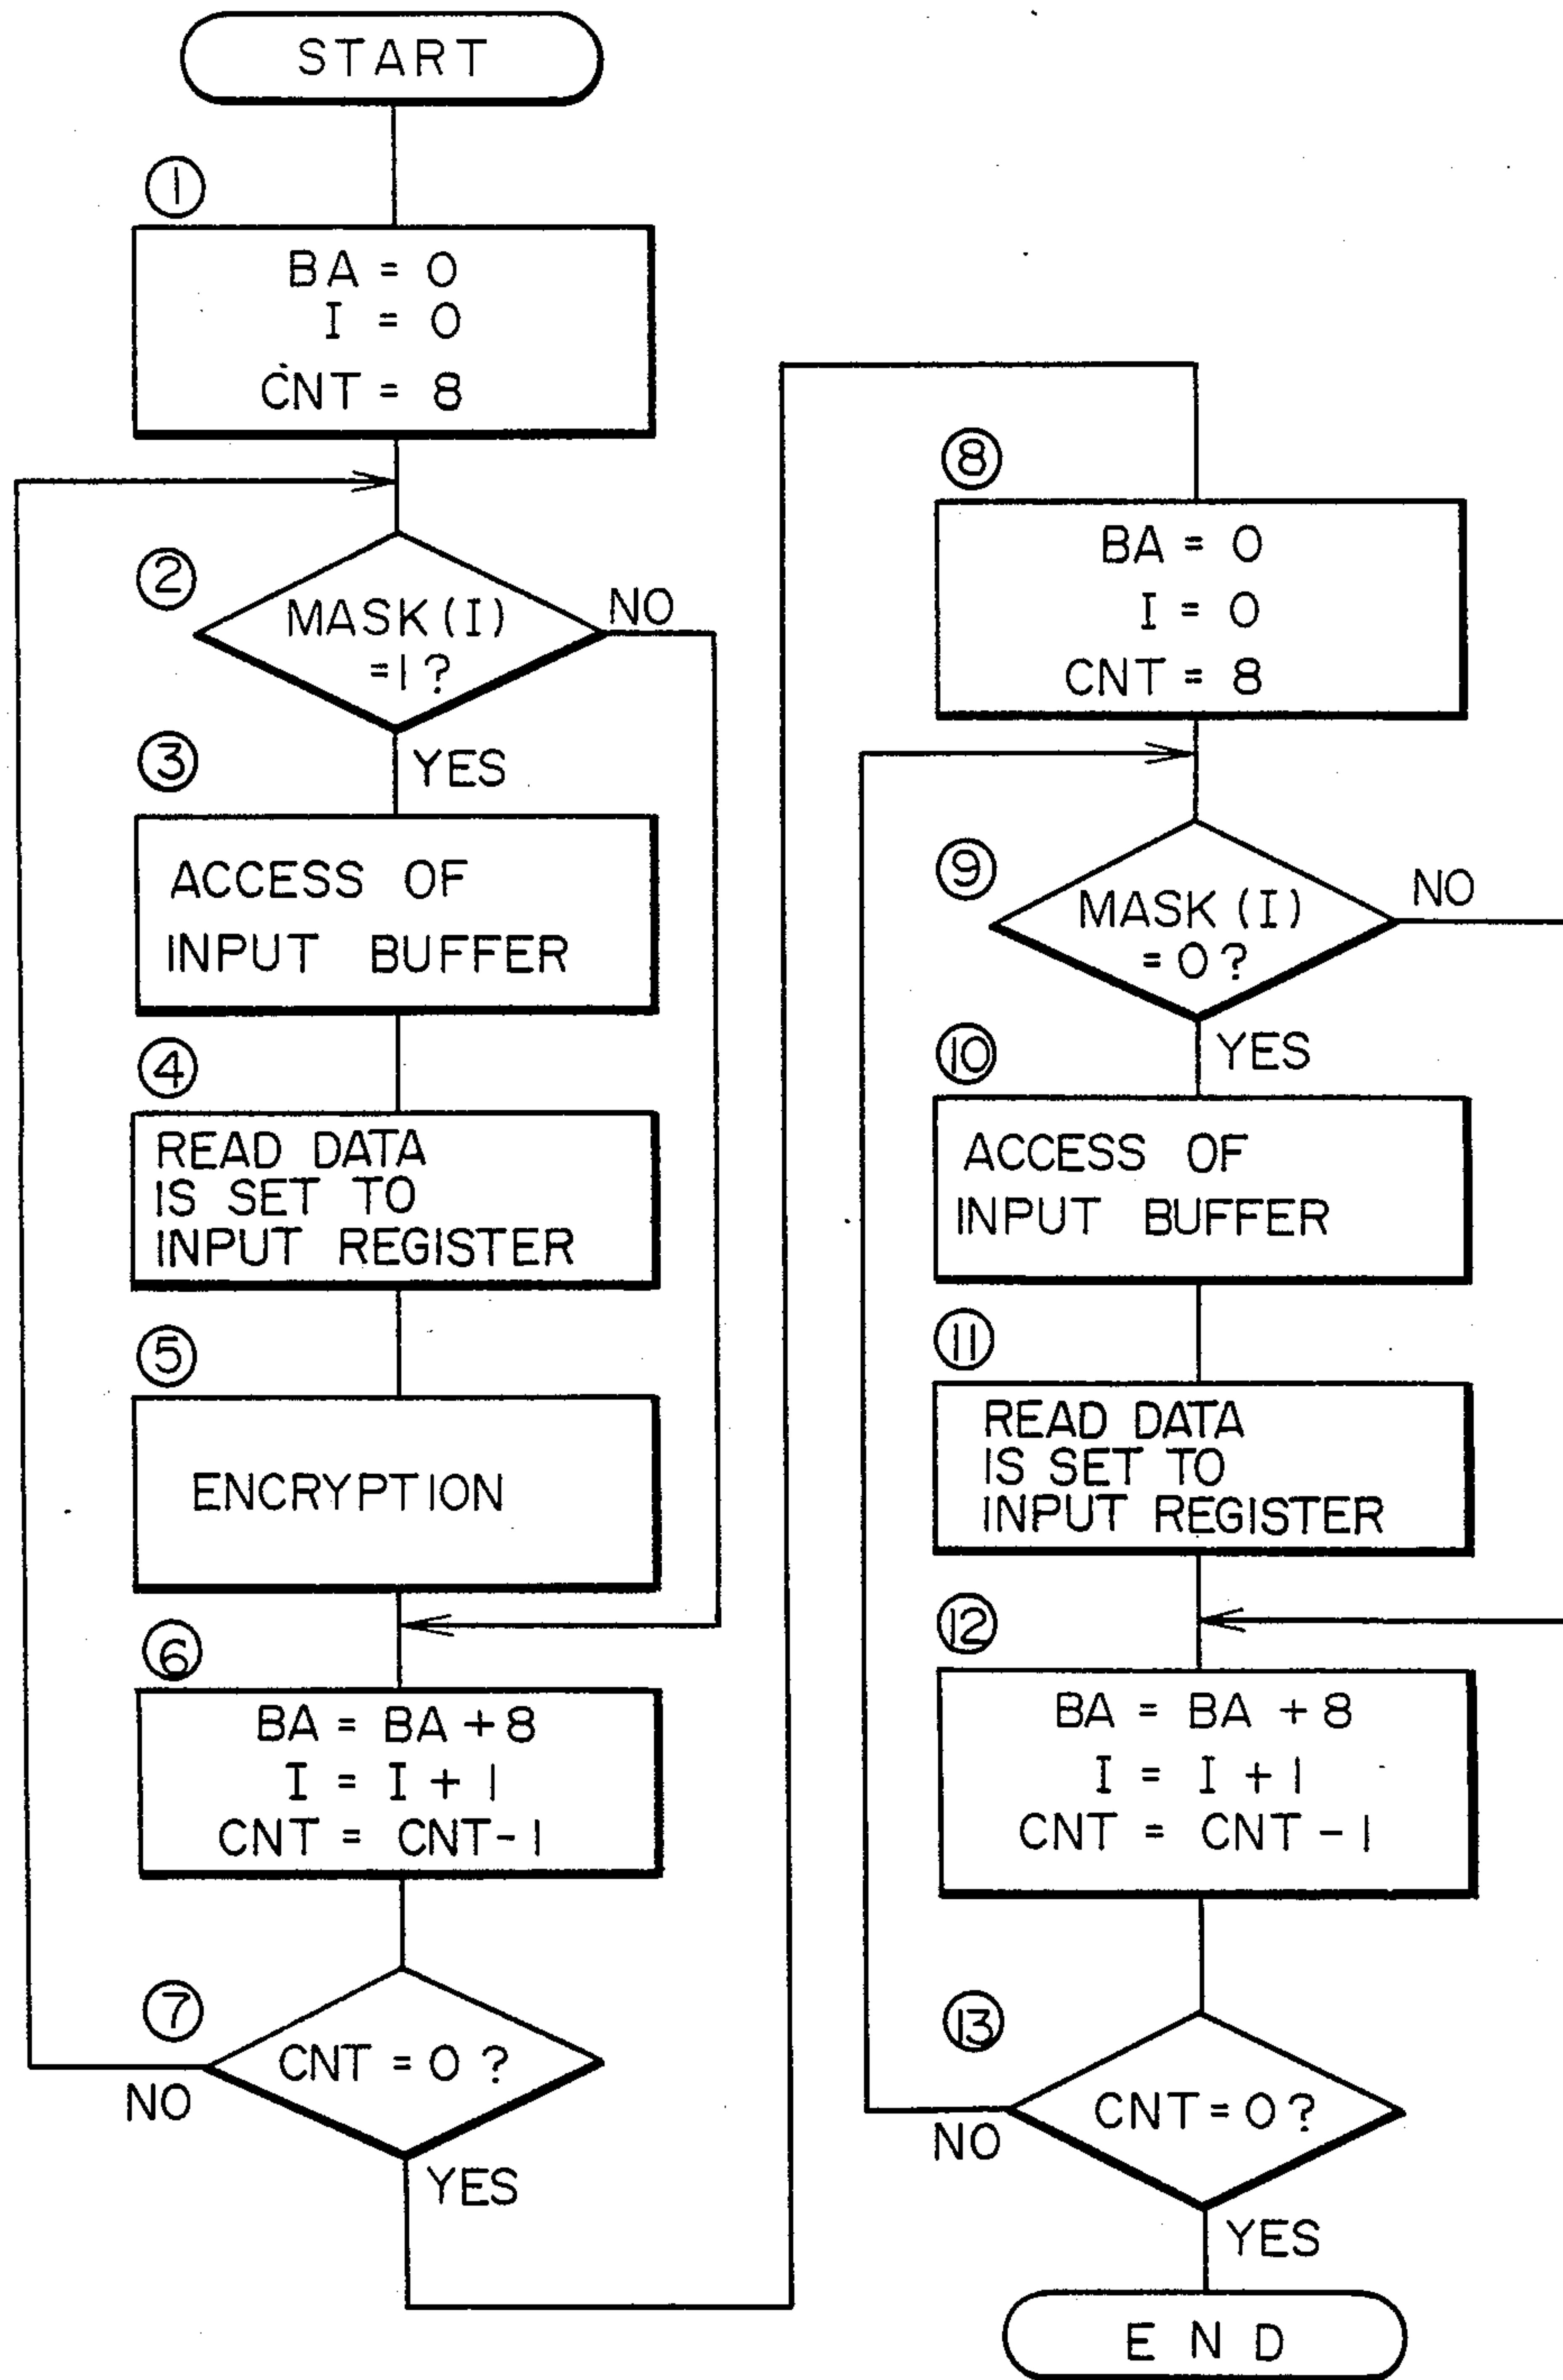 START
①
BA = 0
I = 0
CNT = 8
②
MASK(I)
=1?
NO
YES
③
ACCESS OF
INPUT BUFFER
④
READ DATA
IS SET TO
INPUT REGISTER
⑤
ENCRYPTION
⑥
BA = BA + 8
I = I + 1
CNT = CNT-1
⑦
CNT = 0?
NO
YES
⑧
BA = 0
I = 0
CNT = 8
⑨
MASK(I)
= 0?
NO
YES
⑩
ACCESS OF
INPUT BUFFER
⑪
READ DATA
IS SET TO
INPUT REGISTER
⑫
BA = BA + 8
I = I + 1
CNT = CNT - 1
⑬
CNT = 0?
NO
YES
END